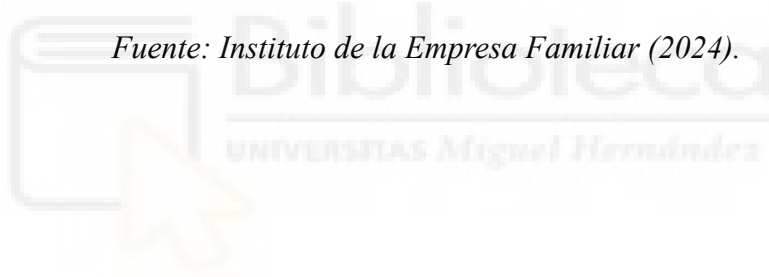 Fuente: Instituto de la Empresa Familiar (2024).
Biblioteca
UNIVERSITAS Miguel Hernández